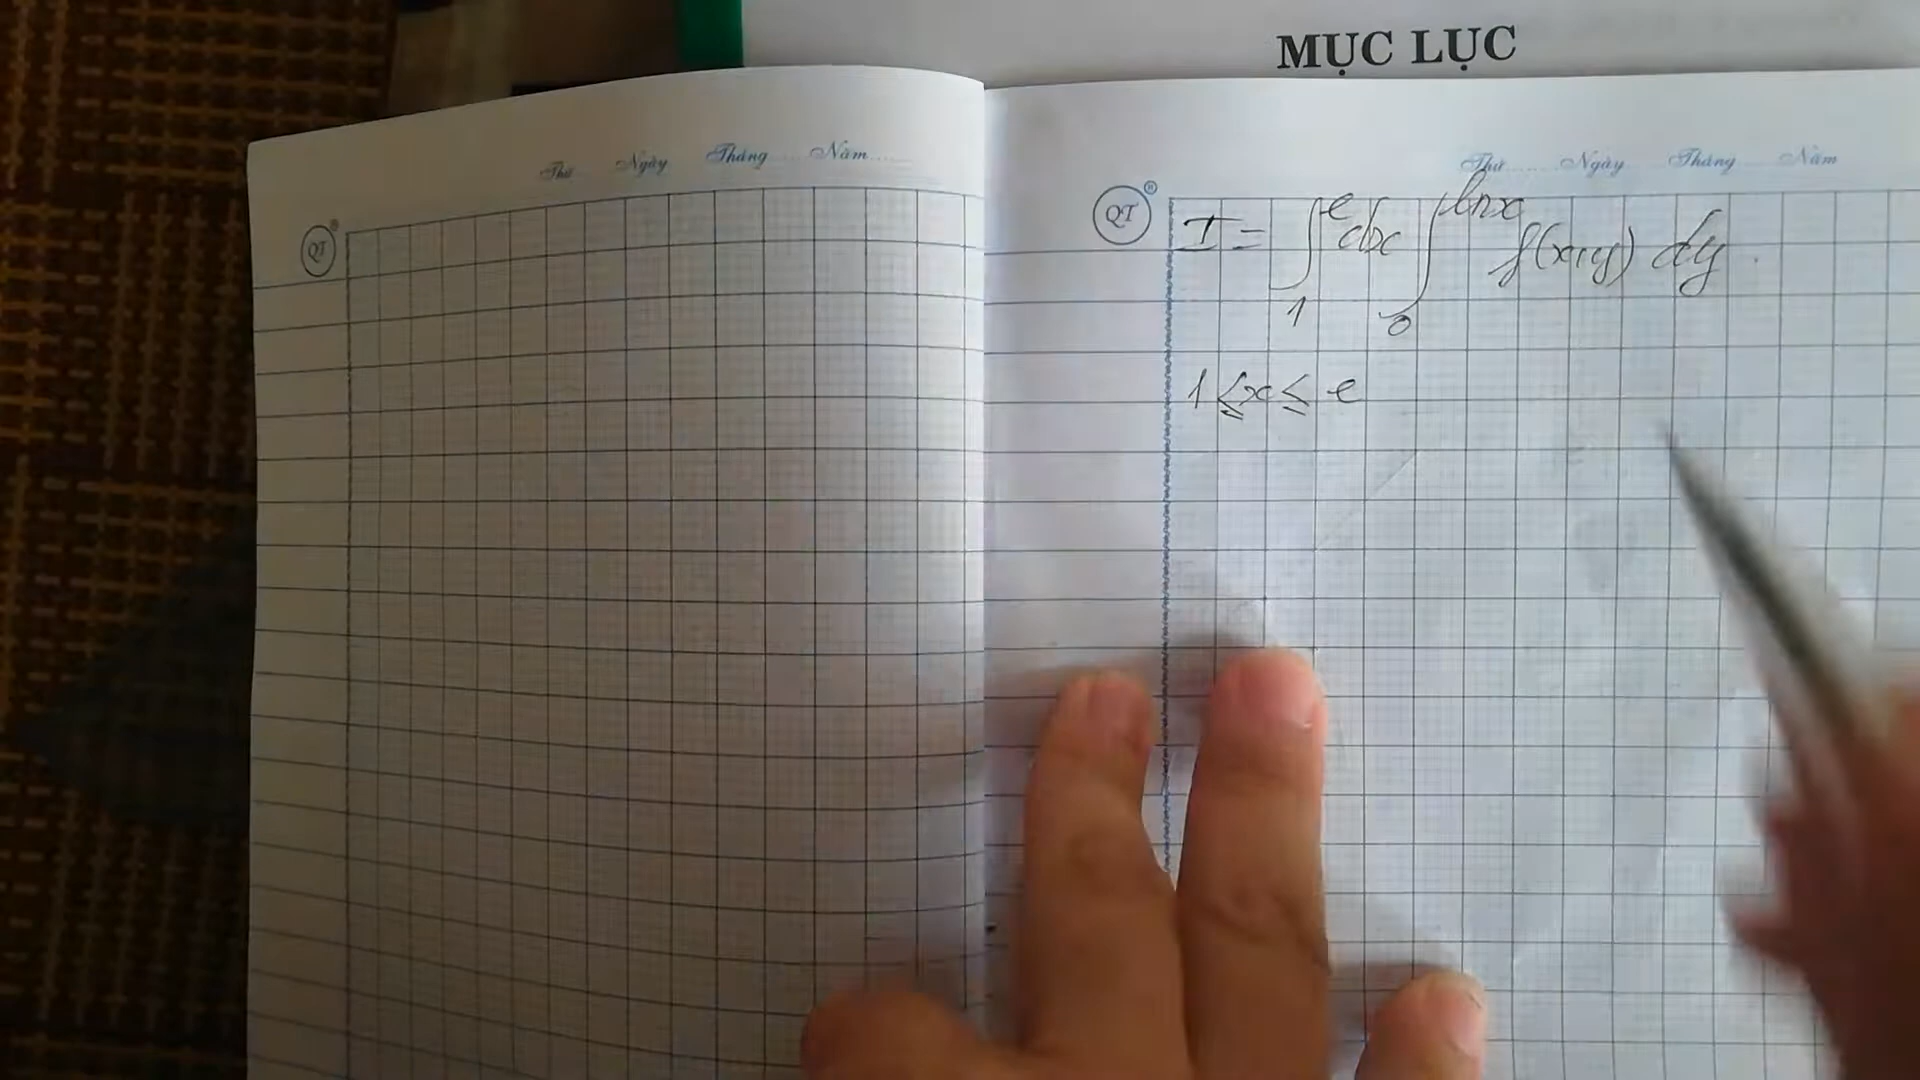 MỤC LỤC
Thứ Ngày Tháng Năm
QT
Thứ Ngày Tháng Năm
QT ®
I = ∫₁ᵉ dx ∫₀^{lnx} f(x,y) dy
1 ≤ x ≤ e